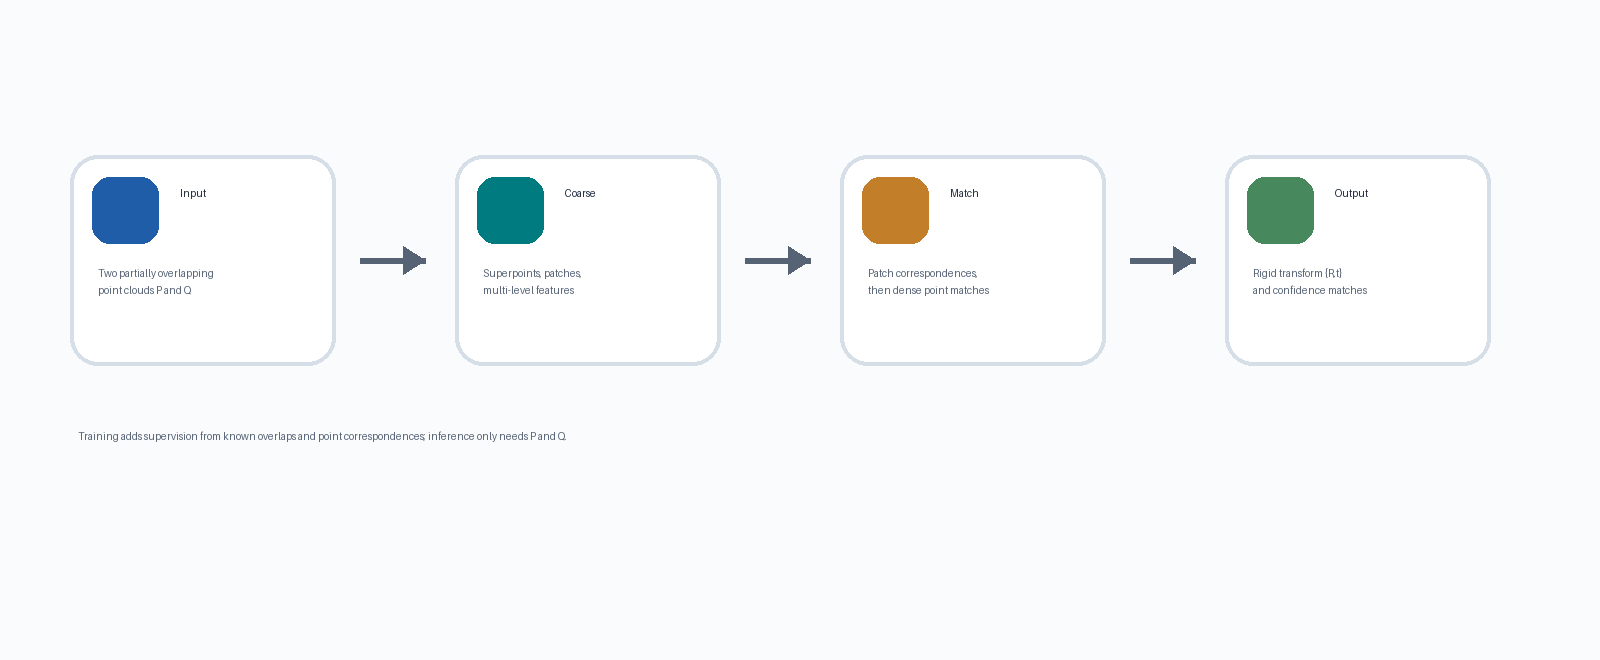 Input
Two partially overlapping
point clouds P and Q
Coarse
Superpoints, patches,
multi-level features
Match
Patch correspondences,
then dense point matches
Output
Rigid transform {R,t}
and confidence matches
Training adds supervision from known overlaps and point correspondences; inference only needs P and Q.